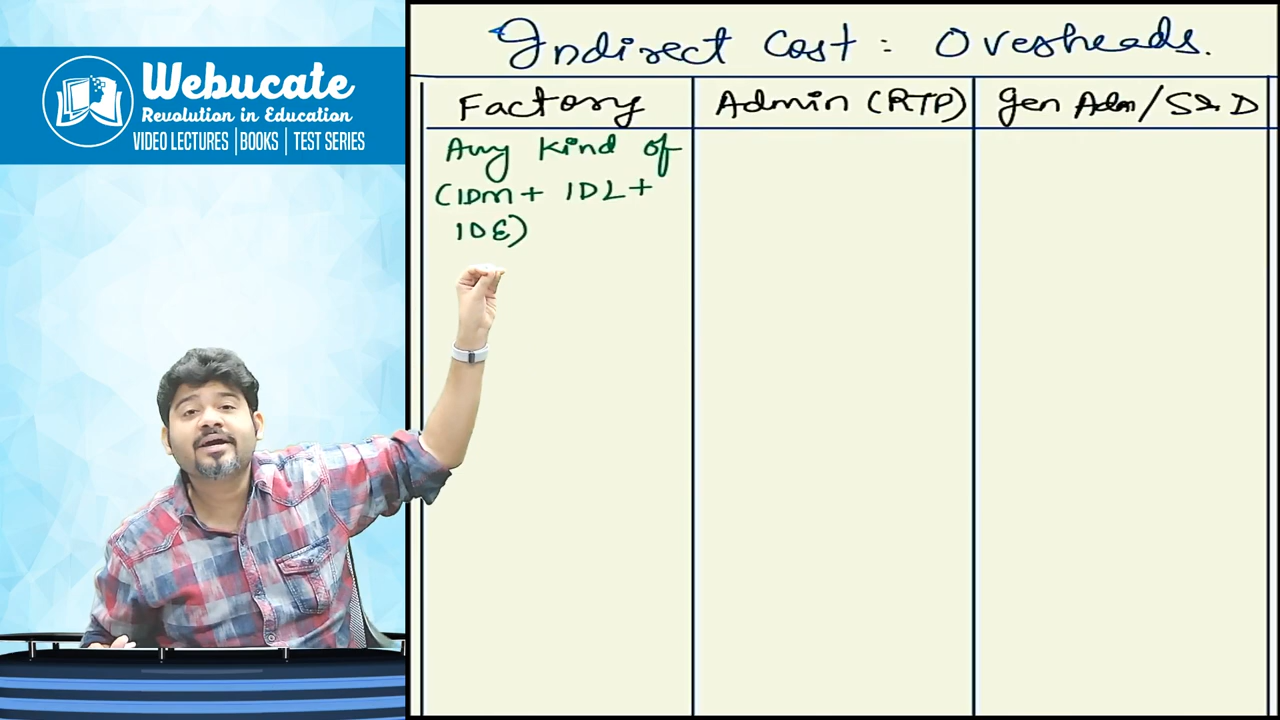 Webucate
Revolution in Education
VIDEO LECTURES | BOOKS | TEST SERIES
Indirect Cost : Overheads.
Factory
Admin (RTP)
Gen Adm / S & D
Any Kind of
(IDM + IDL +
IDE)